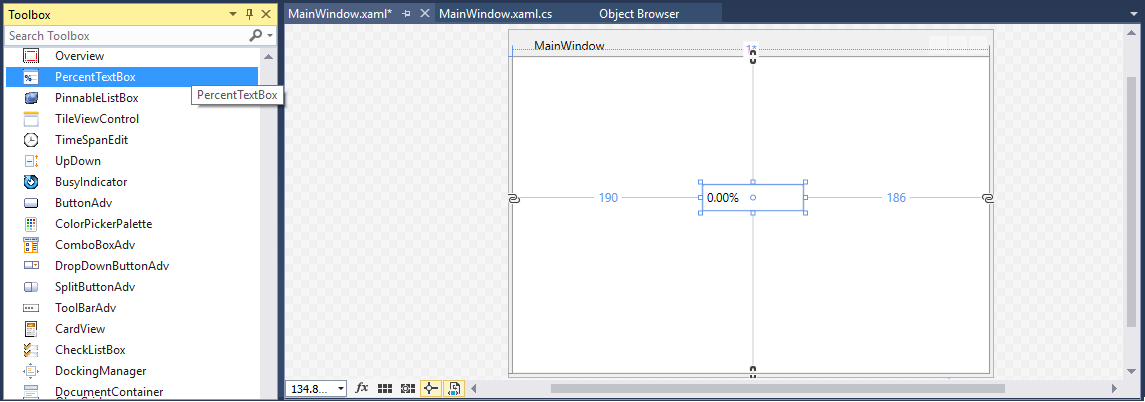 Toolbox
Search Toolbox
Overview
PercentTextBox
PercentTextBox
PinnableListBox
TileViewControl
TimeSpanEdit
UpDown
BusyIndicator
ButtonAdv
ColorPickerPalette
ComboBoxAdv
DropDownButtonAdv
SplitButtonAdv
ToolBarAdv
CardView
CheckListBox
DockingManager
DocumentContainer
MainWindow.xaml* MainWindow.xaml.cs Object Browser
MainWindow
1*
190 0.00% 186
134.8... fx